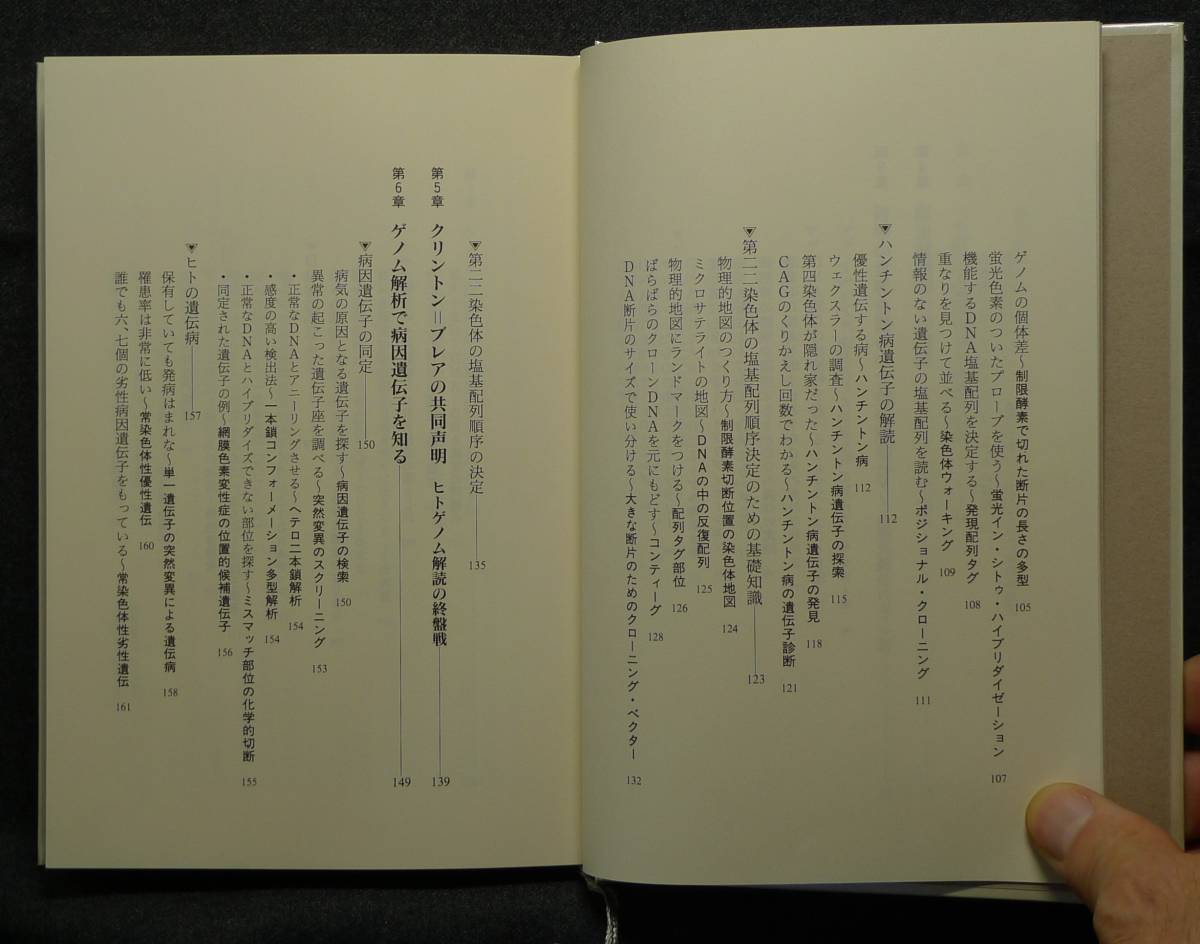 ゲノムの個体差〜制限酵素で切れた断片の長さの多型 105
蛍光色素のついたプローブを使う〜蛍光イン・シトゥ・ハイブリダイゼーション 107
機能するDNA塩基配列を決定する〜発現配列タグ 108
重なりを見つけて並べる〜染色体ウォーキング 109
情報のない遺伝子の塩基配列を読む〜ポジショナル・クローニング 111
▼ハンチントン病遺伝子の解読 112
優性遺伝する病〜ハンチントン病 112
ウェクスラーの調査〜ハンチントン病遺伝子の探索 115
第四染色体が隠れ家だった〜ハンチントン病遺伝子の発見 118
CAGのくりかえし回数でわかる〜ハンチントン病の遺伝子診断 121
▼第二二染色体の塩基配列順序決定のための基礎知識 123
物理的地図のつくり方〜制限酵素切断位置の染色体地図 124
ミクロサテライトの地図〜DNAの中の反復配列 125
物理的地図にランドマークをつける〜配列タグ部位 126
ばらばらのクローンDNAを元にもどす〜コンティーグ 128
DNA断片のサイズで使い分ける〜大きな断片のためのクローニング・ベクター 132
▼第二二染色体の塩基配列順序の決定 135
第5章 クリントン=ブレアの共同声明 ヒトゲノム解読の終盤戦 139
第6章 ゲノム解析で病因遺伝子を知る 149
▼病因遺伝子の同定 150
病気の原因となる遺伝子を探す〜病因遺伝子の検索 150
異常の起こった遺伝子座を調べる〜突然変異のスクリーニング 153
・正常なDNAとアニーリングさせる〜ヘテロ二本鎖解析 154
・感度の高い検出法〜一本鎖コンフォーメーション多型解析 154
・正常なDNAとハイブリダイズできない部位を探す〜ミスマッチ部位の化学的切断 155
・同定された遺伝子の例〜網膜色素変性症の位置的候補遺伝子 156
▼ヒトの遺伝病 157
保有していても発病はまれな〜単一遺伝子の突然変異による遺伝病 158
罹患率は非常に低い〜常染色体性優性遺伝 160
誰でも六、七個の劣性病因遺伝子をもっている〜常染色体性劣性遺伝 161